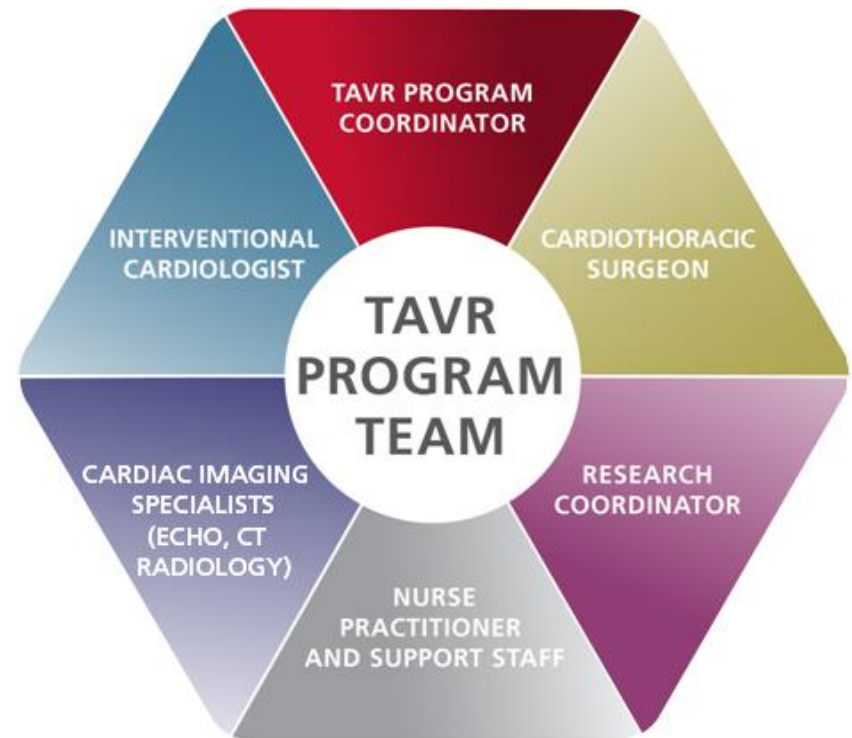 TAVR PROGRAM
COORDINATOR
CARDIOTHORACIC
SURGEON
RESEARCH
COORDINATOR
NURSE
PRACTITIONER
AND SUPPORT STAFF
CARDIAC IMAGING
SPECIALISTS
(ECHO, CT
RADIOLOGY)
INTERVENTIONAL
CARDIOLOGIST
TAVR
PROGRAM
TEAM